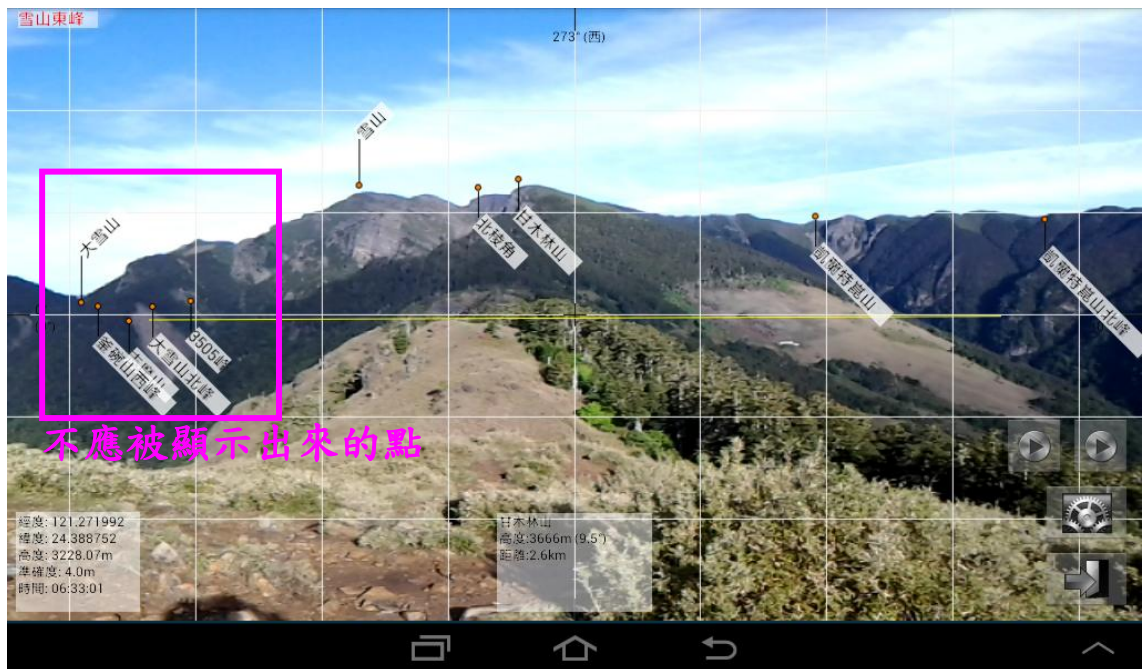 雪山東峰
273° (西)
雪山
大雪山
北稜角
甘木林山
凱蘭特崑山
凱蘭特崑山北峰
3505峰
大雪山北峰
不應被顯示出來的點
經度: 121.271992
緯度: 24.388752
高度: 3228.07m
準確度: 4.0m
時間: 06:33:01
甘木林山
高度:3666m (9.5°)
距離:2.6km